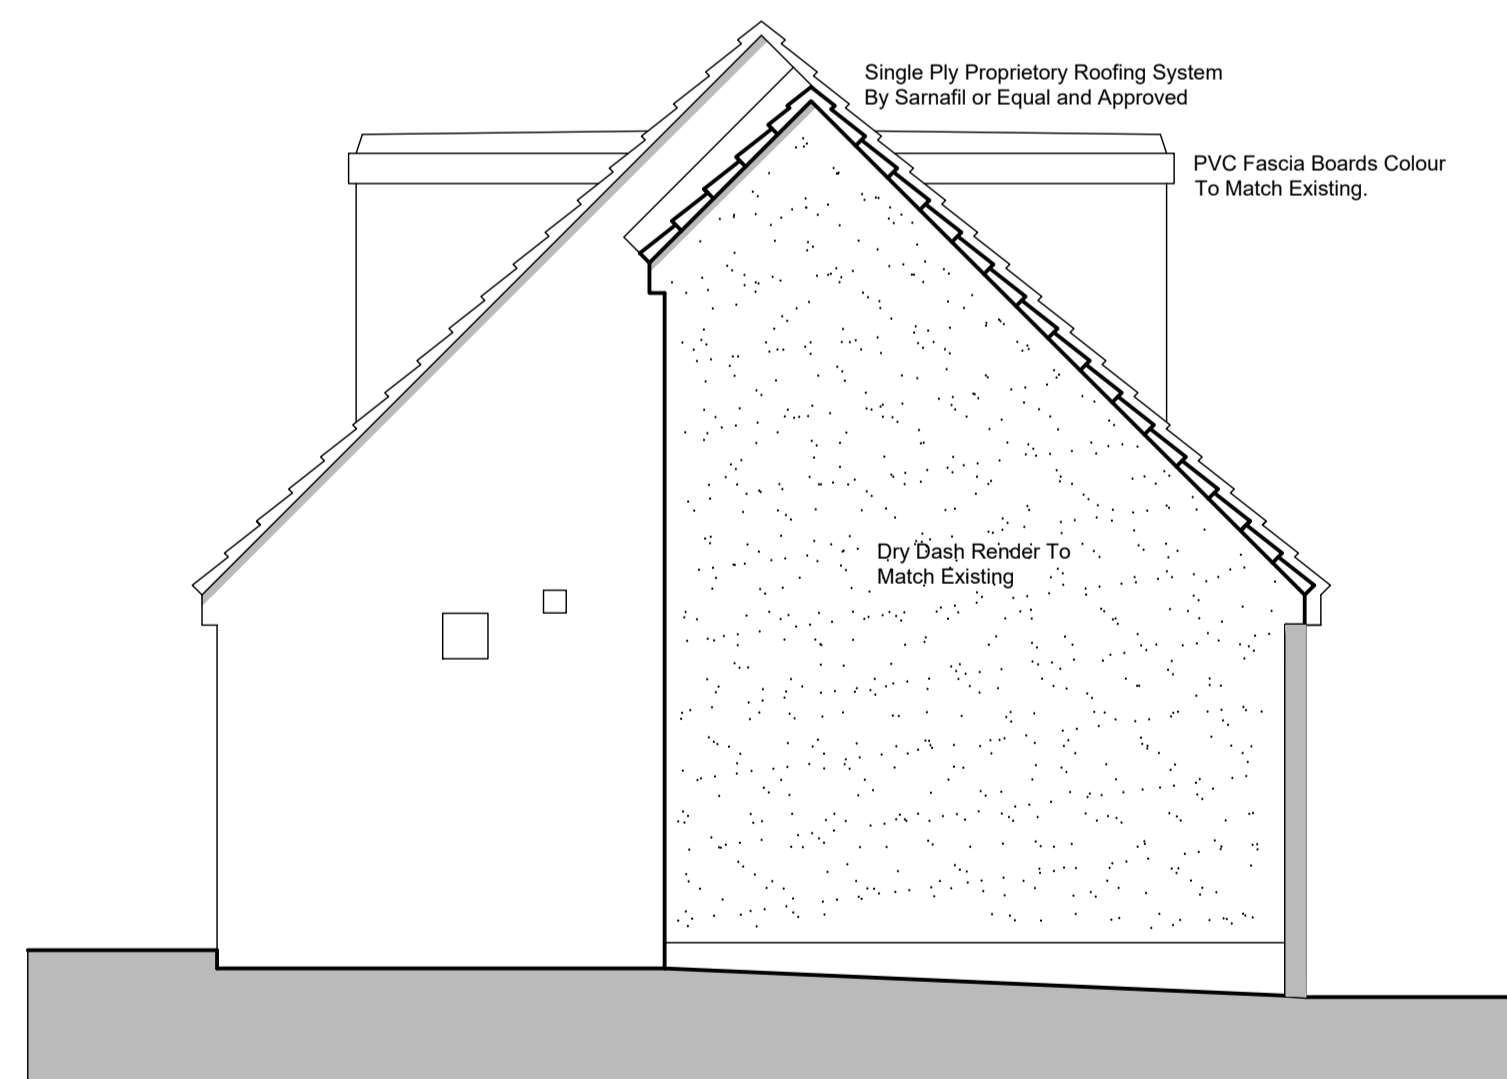 Single Ply Proprietory Roofing System
By Sarnafil or Equal and Approved
PVC Fascia Boards Colour
To Match Existing.
Dry Dash Render To
Match Existing